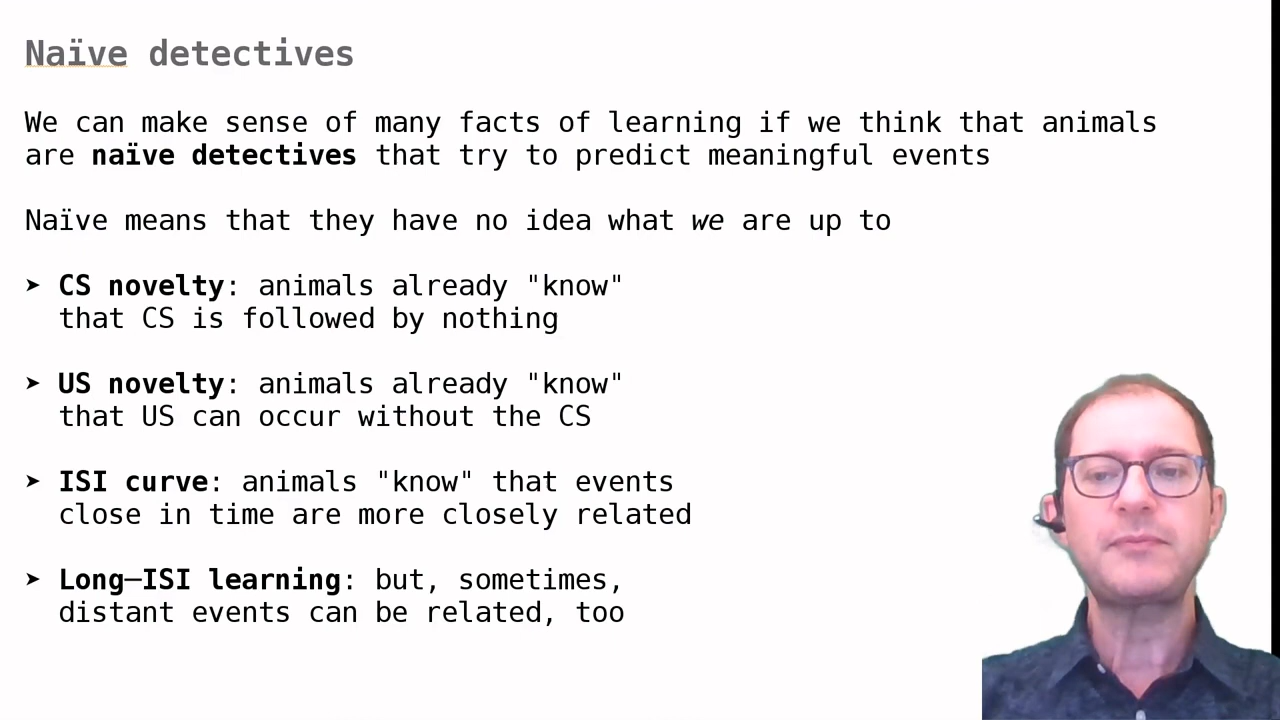 Naïve detectives
We can make sense of many facts of learning if we think that animals
are naïve detectives that try to predict meaningful events
Naïve means that they have no idea what we are up to
➤ CS novelty: animals already "know"
that CS is followed by nothing
➤ US novelty: animals already "know"
that US can occur without the CS
➤ ISI curve: animals "know" that events
close in time are more closely related
➤ Long–ISI learning: but, sometimes,
distant events can be related, too